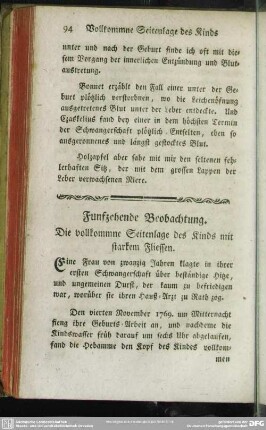 94 Vollkommne Seitenlage des Kinds
unter und nach der Geburt finde ich oft mit die-
sem Vorgang der innerlichen Entzündung und Blut-
austretung.
Bonnet erzählt den Fall einer unter der Ge-
burt plötzlich verstorbnen, wo die Leichenöfnung
ausgetretenes Blut unter der Leber entdeckte. Und
Ezakielius fand bey einer in dem höchsten Termin
der Schwangerschaft plötzlich Entseelten, eben so
ausgeronnenes und längst gestocktes Blut.
Holzapfel aber sahe mit mir den seltenen feh-
lerhaften Sitz, der mit dem grossen Lappen der
Leber verwachsenen Niere.
Funfzehende Beobachtung.
Die vollkommne Seitenlage des Kinds mit
starkem Fliessen.
Eine Frau von zwanzig Jahren klagte in ihrer
ersten Schwangerschaft über beständige Hitze,
und ungemeinen Durst, der kaum zu befriedigen
war, worüber sie ihren Hauß-Arzt zu Rath zog.
Den vierten November 1769. um Mitternacht
fieng ihre Geburts-Arbeit an, und nachdeme die
Kindswasser früh darauf um sechs Uhr abgelaufen,
fand die Hebamme den Kopf des Kindes vollkom-
men